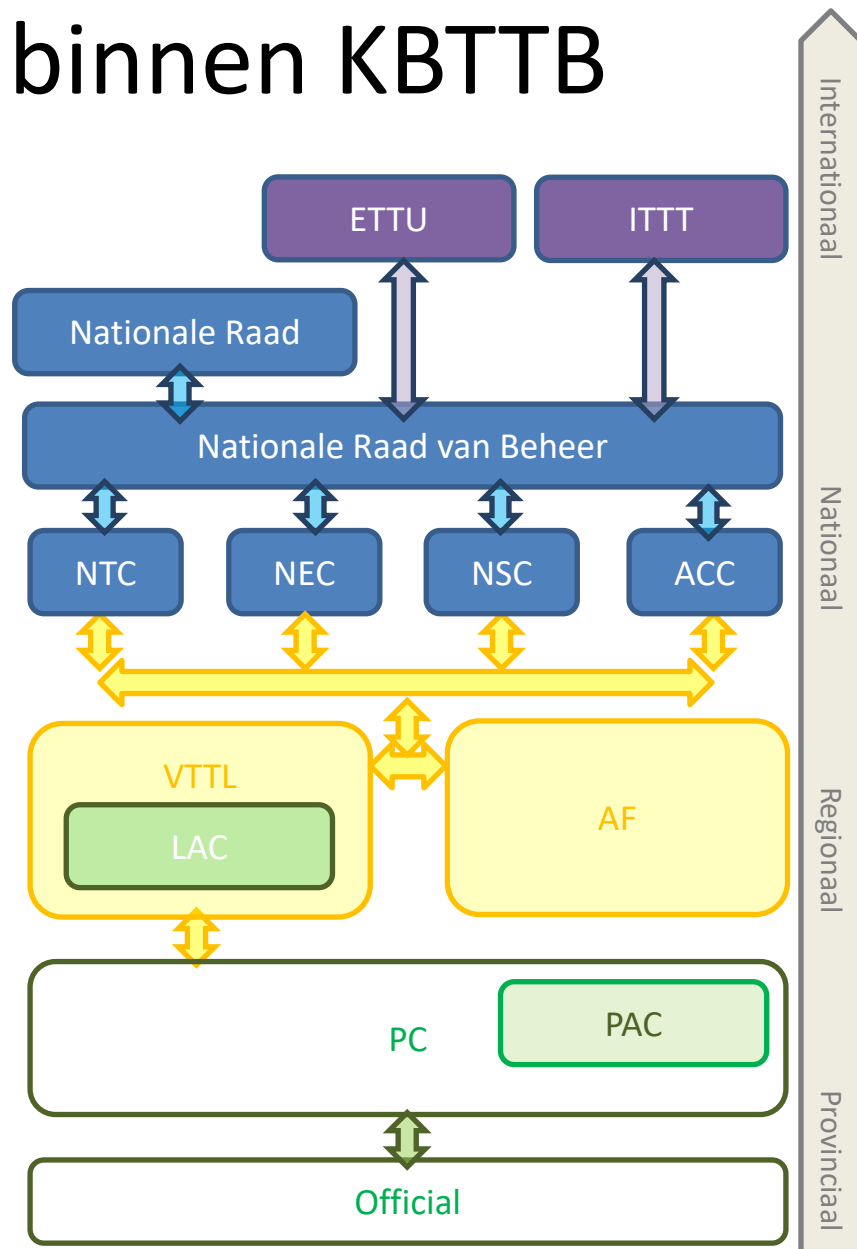 binnen KBTTB
Internationaal
ETTU
ITTT
Nationale Raad
Nationale Raad van Beheer
Nationaal
NTC
NEC
NSC
ACC
VTTL
LAC
AF
Regionaal
PC
PAC
Official
Provinciaal